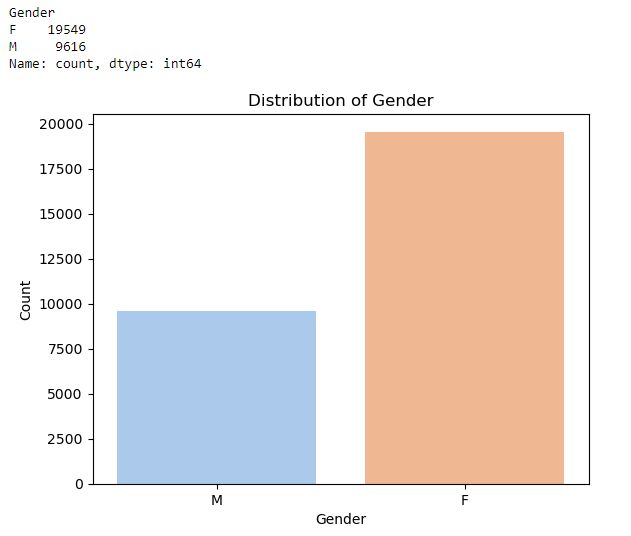 Gender
F    19549
M     9616
Name: count, dtype: int64
Distribution of Gender
20000
17500
15000
12500
10000
7500
5000
2500
0
Count
M F
Gender